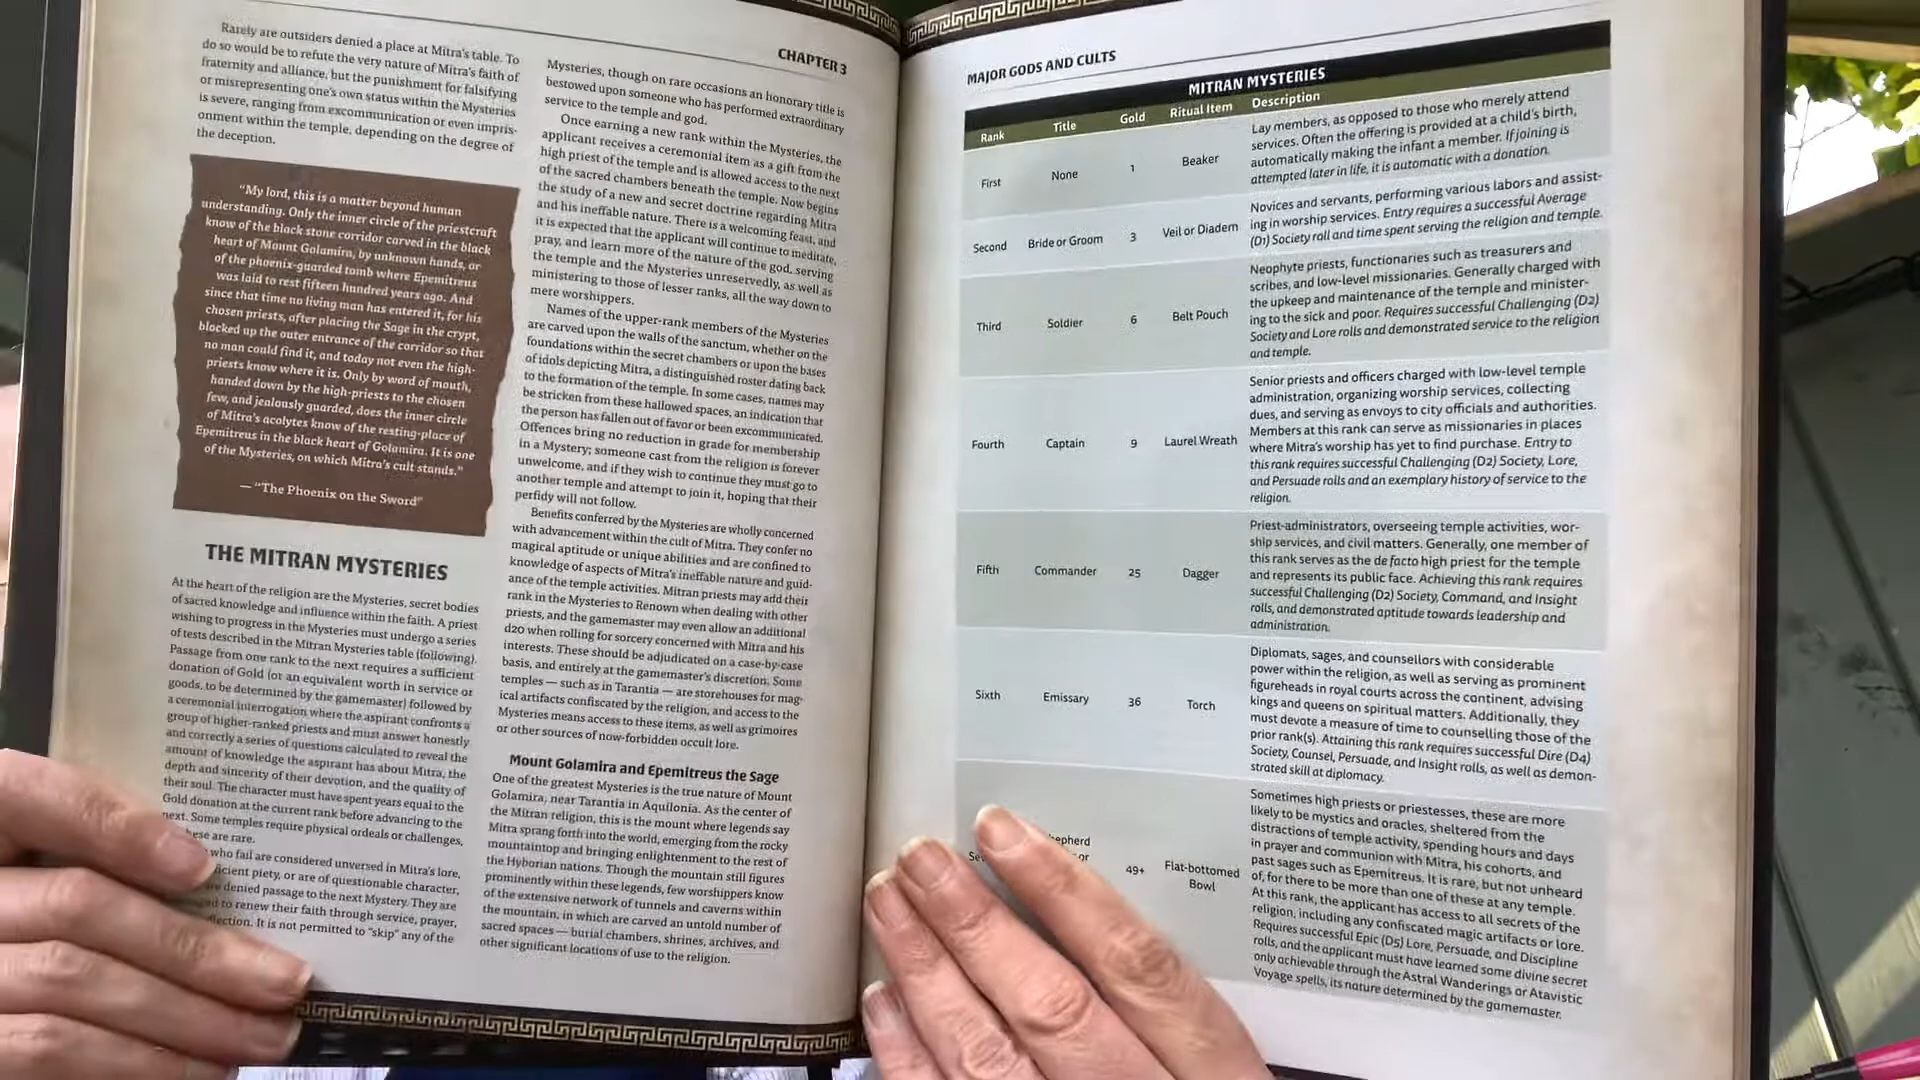 CHAPTER 3
Rarely are outsiders denied a place at Mitra's table. To
do so would be to refute the very nature of Mitra's faith of
fraternity and alliance, but the punishment for falsifying
or misrepresenting one's own status within the Mysteries
is severe, ranging from excommunication or even impris-
onment within the temple, depending on the degree of
the deception.
"My lord, this is a matter beyond human
understanding. Only the inner circle of the priestcraft
know of the black stone corridor carved in the black
heart of Mount Golamira, by unknown hands, or
of the phoenix-guarded tomb where Epemitreus
was laid to rest fifteen hundred years ago. And
since that time no living man has entered it, for his
chosen priests, after placing the Sage in the crypt,
blocked up the outer entrance of the corridor so that
no man could find it, and today not even the high-
priests know where it is. Only by word of mouth,
handed down by the high-priests to the chosen
few, and jealously guarded, does the inner circle
of Mitra's acolytes know of the resting-place of
Epemitreus in the black heart of Golamira. It is one
of the Mysteries, on which Mitra's cult stands."
— "The Phoenix on the Sword"
THE MITRAN MYSTERIES
At the heart of the religion are the Mysteries, secret bodies
of sacred knowledge and influence within the faith. A priest
wishing to progress in the Mysteries must undergo a series
of tests described in the Mitran Mysteries table (following).
Passage from one rank to the next requires a sufficient
donation of Gold (or an equivalent worth in service or
goods, to be determined by the gamemaster) followed by
a ceremonial interrogation where the aspirant confronts a
group of higher-ranked priests and must answer honestly
and correctly a series of questions calculated to reveal the
amount of knowledge the aspirant has about Mitra, the
depth and sincerity of their devotion, and the quality of
their soul. The character must have spent years equal to the
Gold donation at the current rank before advancing to the
next. Some temples require physical ordeals or challenges,
these are rare.
who fail are considered unversed in Mitra's lore,
piety, or are of questionable character,
denied passage to the next Mystery. They are
to renew their faith through service, prayer,
It is not permitted to "skip" any of the
Mysteries, though on rare occasions an honorary title is
bestowed upon someone who has performed extraordinary
service to the temple and god.
Once earning a new rank within the Mysteries, the
applicant receives a ceremonial item as a gift from the
high priest of the temple and is allowed access to the next
of the sacred chambers beneath the temple. Now begins
the study of a new and secret doctrine regarding Mitra
and his ineffable nature. There is a welcoming feast, and
it is expected that the applicant will continue to meditate,
pray, and learn more of the nature of the god, serving
the temple and the Mysteries unreservedly, as well as
ministering to those of lesser ranks, all the way down to
mere worshippers.
Names of the upper-rank members of the Mysteries
are carved upon the walls of the sanctum, whether on the
foundations within the secret chambers or upon the bases
of idols depicting Mitra, a distinguished roster dating back
to the formation of the temple. In some cases, names may
be stricken from these hallowed spaces, an indication that
the person has fallen out of favor or been excommunicated.
Offences bring no reduction in grade for membership
in a Mystery; someone cast from the religion is forever
unwelcome, and if they wish to continue they must go to
another temple and attempt to join it, hoping that their
perfidy will not follow.
Benefits conferred by the Mysteries are wholly concerned
with advancement within the cult of Mitra. They confer no
magical aptitude or unique abilities and are confined to
knowledge of aspects of Mitra's ineffable nature and guid-
ance of the temple activities. Mitran priests may add their
rank in the Mysteries to Renown when dealing with other
priests, and the gamemaster may even allow an additional
d20 when rolling for sorcery concerned with Mitra and his
interests. These should be adjudicated on a case-by-case
basis, and entirely at the gamemaster's discretion. Some
temples — such as in Tarantia — are storehouses for mag-
ical artifacts confiscated by the religion, and access to the
Mysteries means access to these items, as well as grimoires
or other sources of now-forbidden occult lore.
Mount Golamira and Epemitreus the Sage
One of the greatest Mysteries is the true nature of Mount
Golamira, near Tarantia in Aquilonia. As the center of
the Mitran religion, this is the mount where legends say
Mitra sprang forth into the world, emerging from the rocky
mountaintop and bringing enlightenment to the rest of
the Hyborian nations. Though the mountain still figures
prominently within these legends, few worshippers know
of the extensive network of tunnels and caverns within
the mountain, in which are carved an untold number of
sacred spaces — burial chambers, shrines, archives, and
other significant locations of use to the religion.
MAJOR GODS AND CULTS
MITRAN MYSTERIES
Rank Title Gold Ritual Item Description
First None 1 Beaker
Lay members, as opposed to those who merely attend
services. Often the offering is provided at a child's birth,
automatically making the infant a member. If joining is
attempted later in life, it is automatic with a donation.
Second Bride or Groom 3 Veil or Diadem
Novices and servants, performing various labors and assist-
ing in worship services. Entry requires a successful Average
(D1) Society roll and time spent serving the religion and temple.
Third Soldier 6 Belt Pouch
Neophyte priests, functionaries such as treasurers and
scribes, and low-level missionaries. Generally charged with
the upkeep and maintenance of the temple and minister-
ing to the sick and poor. Requires successful Challenging (D2)
Society and Lore rolls and demonstrated service to the religion
and temple.
Fourth Captain 9 Laurel Wreath
Senior priests and officers charged with low-level temple
administration, organizing worship services, collecting
dues, and serving as envoys to city officials and authorities.
Members at this rank can serve as missionaries in places
where Mitra's worship has yet to find purchase. Entry to
this rank requires successful Challenging (D2) Society, Lore,
and Persuade rolls and an exemplary history of service to the
religion.
Fifth Commander 25 Dagger
Priest-administrators, overseeing temple activities, wor-
ship services, and civil matters. Generally, one member of
this rank serves as the de facto high priest for the temple
and represents its public face. Achieving this rank requires
successful Challenging (D2) Society, Command, and Insight
rolls, and demonstrated aptitude towards leadership and
administration.
Sixth Emissary 36 Torch
Diplomats, sages, and counsellors with considerable
power within the religion, as well as serving as prominent
figureheads in royal courts across the continent, advising
kings and queens on spiritual matters. Additionally, they
must devote a measure of time to counselling those of the
prior rank(s). Attaining this rank requires successful Dire (D4)
Society, Counsel, Persuade, and Insight rolls, as well as demon-
strated skill at diplomacy.
49+ Flat-bottomed
Bowl
Sometimes high priests or priestesses, these are more
likely to be mystics and oracles, sheltered from the
distractions of temple activity, spending hours and days
in prayer and communion with Mitra, his cohorts, and
past sages such as Epemitreus. It is rare, but not unheard
of, for there to be more than one of these at any temple.
At this rank, the applicant has access to all secrets of the
religion, including any confiscated magic artifacts or lore.
Requires successful Epic (D5) Lore, Persuade, and Discipline
rolls, and the applicant must have learned some divine secret
only achievable through the Astral Wanderings or Atavistic
Voyage spells, its nature determined by the gamemaster.